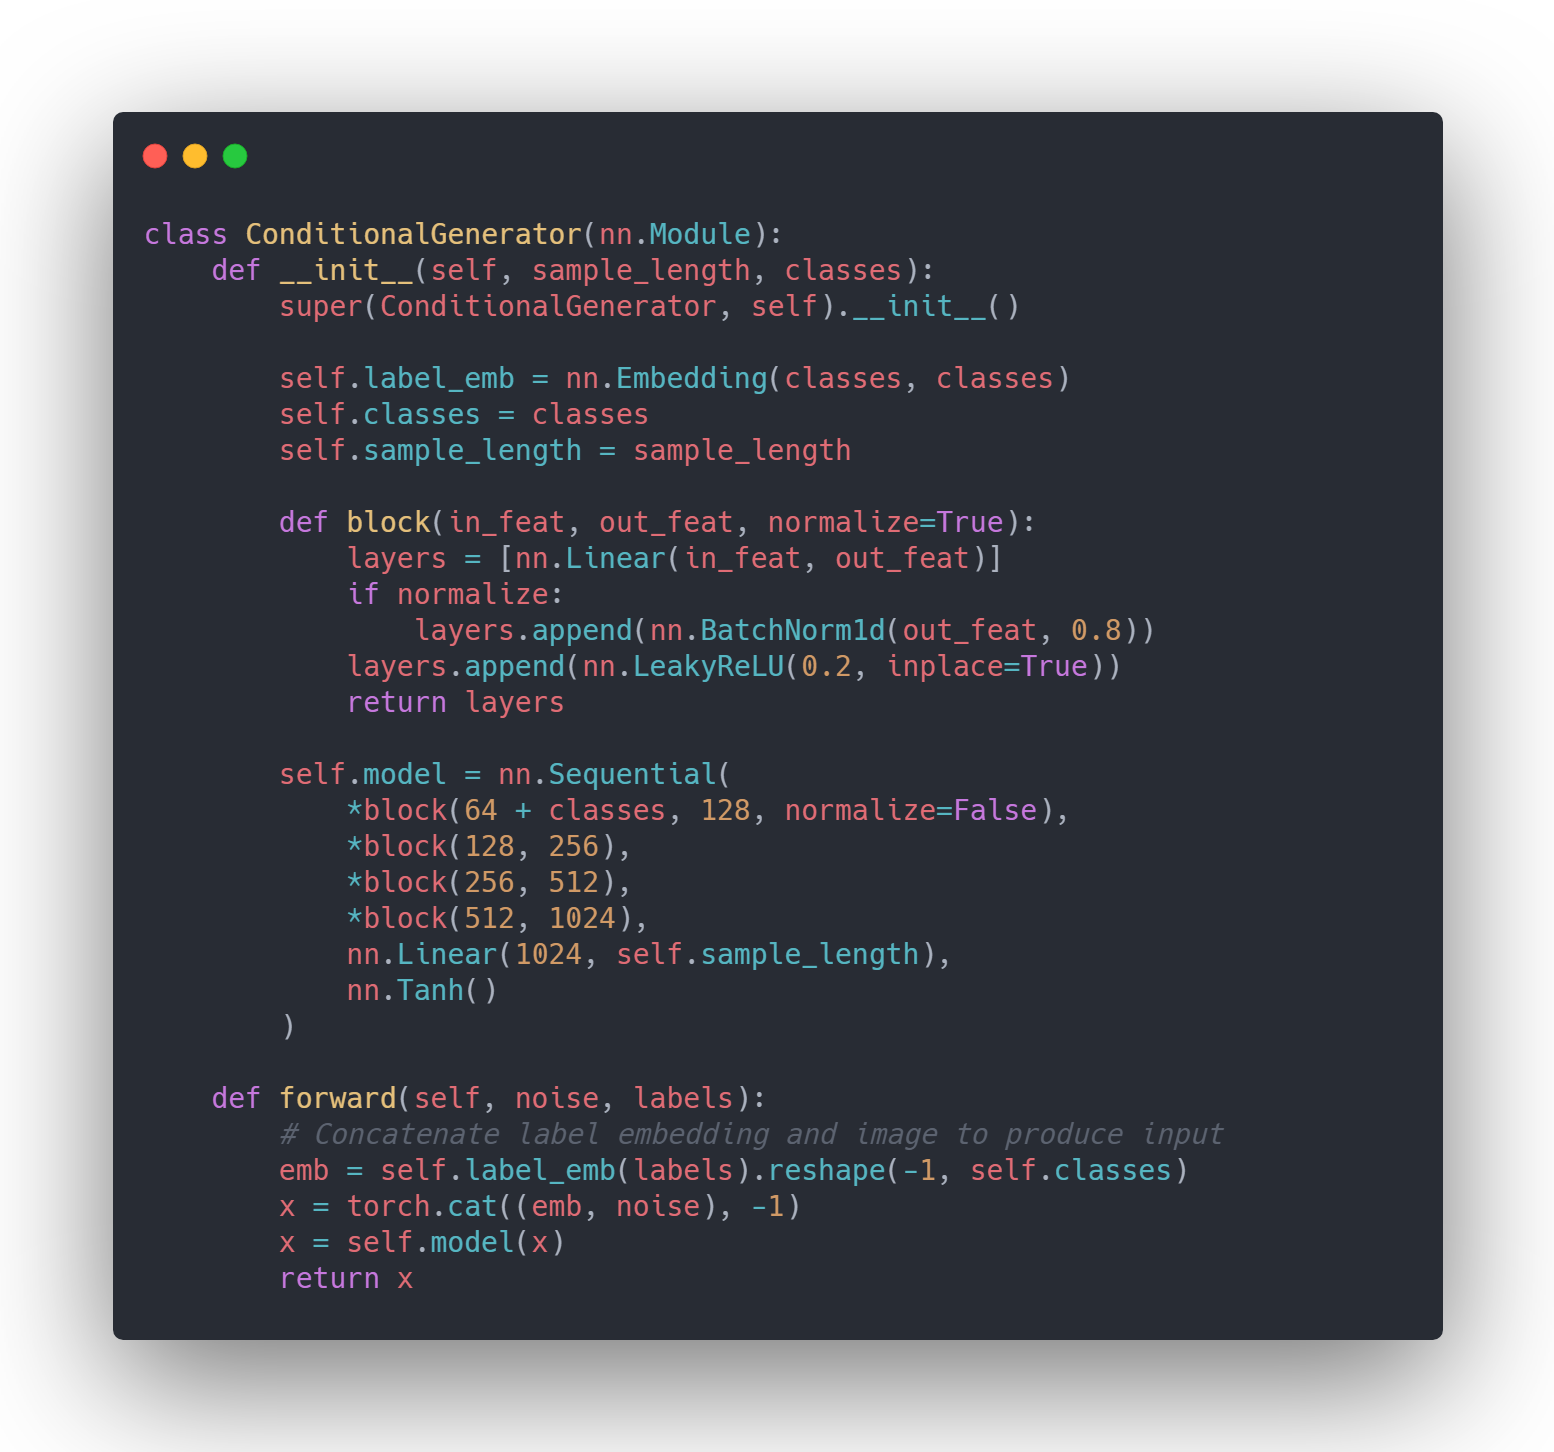 class ConditionalGenerator(nn.Module):
    def __init__(self, sample_length, classes):
        super(ConditionalGenerator, self).__init__()

        self.label_emb = nn.Embedding(classes, classes)
        self.classes = classes
        self.sample_length = sample_length

        def block(in_feat, out_feat, normalize=True):
            layers = [nn.Linear(in_feat, out_feat)]
            if normalize:
                layers.append(nn.BatchNorm1d(out_feat, 0.8))
            layers.append(nn.LeakyReLU(0.2, inplace=True))
            return layers

        self.model = nn.Sequential(
            *block(64 + classes, 128, normalize=False),
            *block(128, 256),
            *block(256, 512),
            *block(512, 1024),
            nn.Linear(1024, self.sample_length),
            nn.Tanh()
        )

    def forward(self, noise, labels):
        # Concatenate label embedding and image to produce input
        emb = self.label_emb(labels).reshape(-1, self.classes)
        x = torch.cat((emb, noise), -1)
        x = self.model(x)
        return x